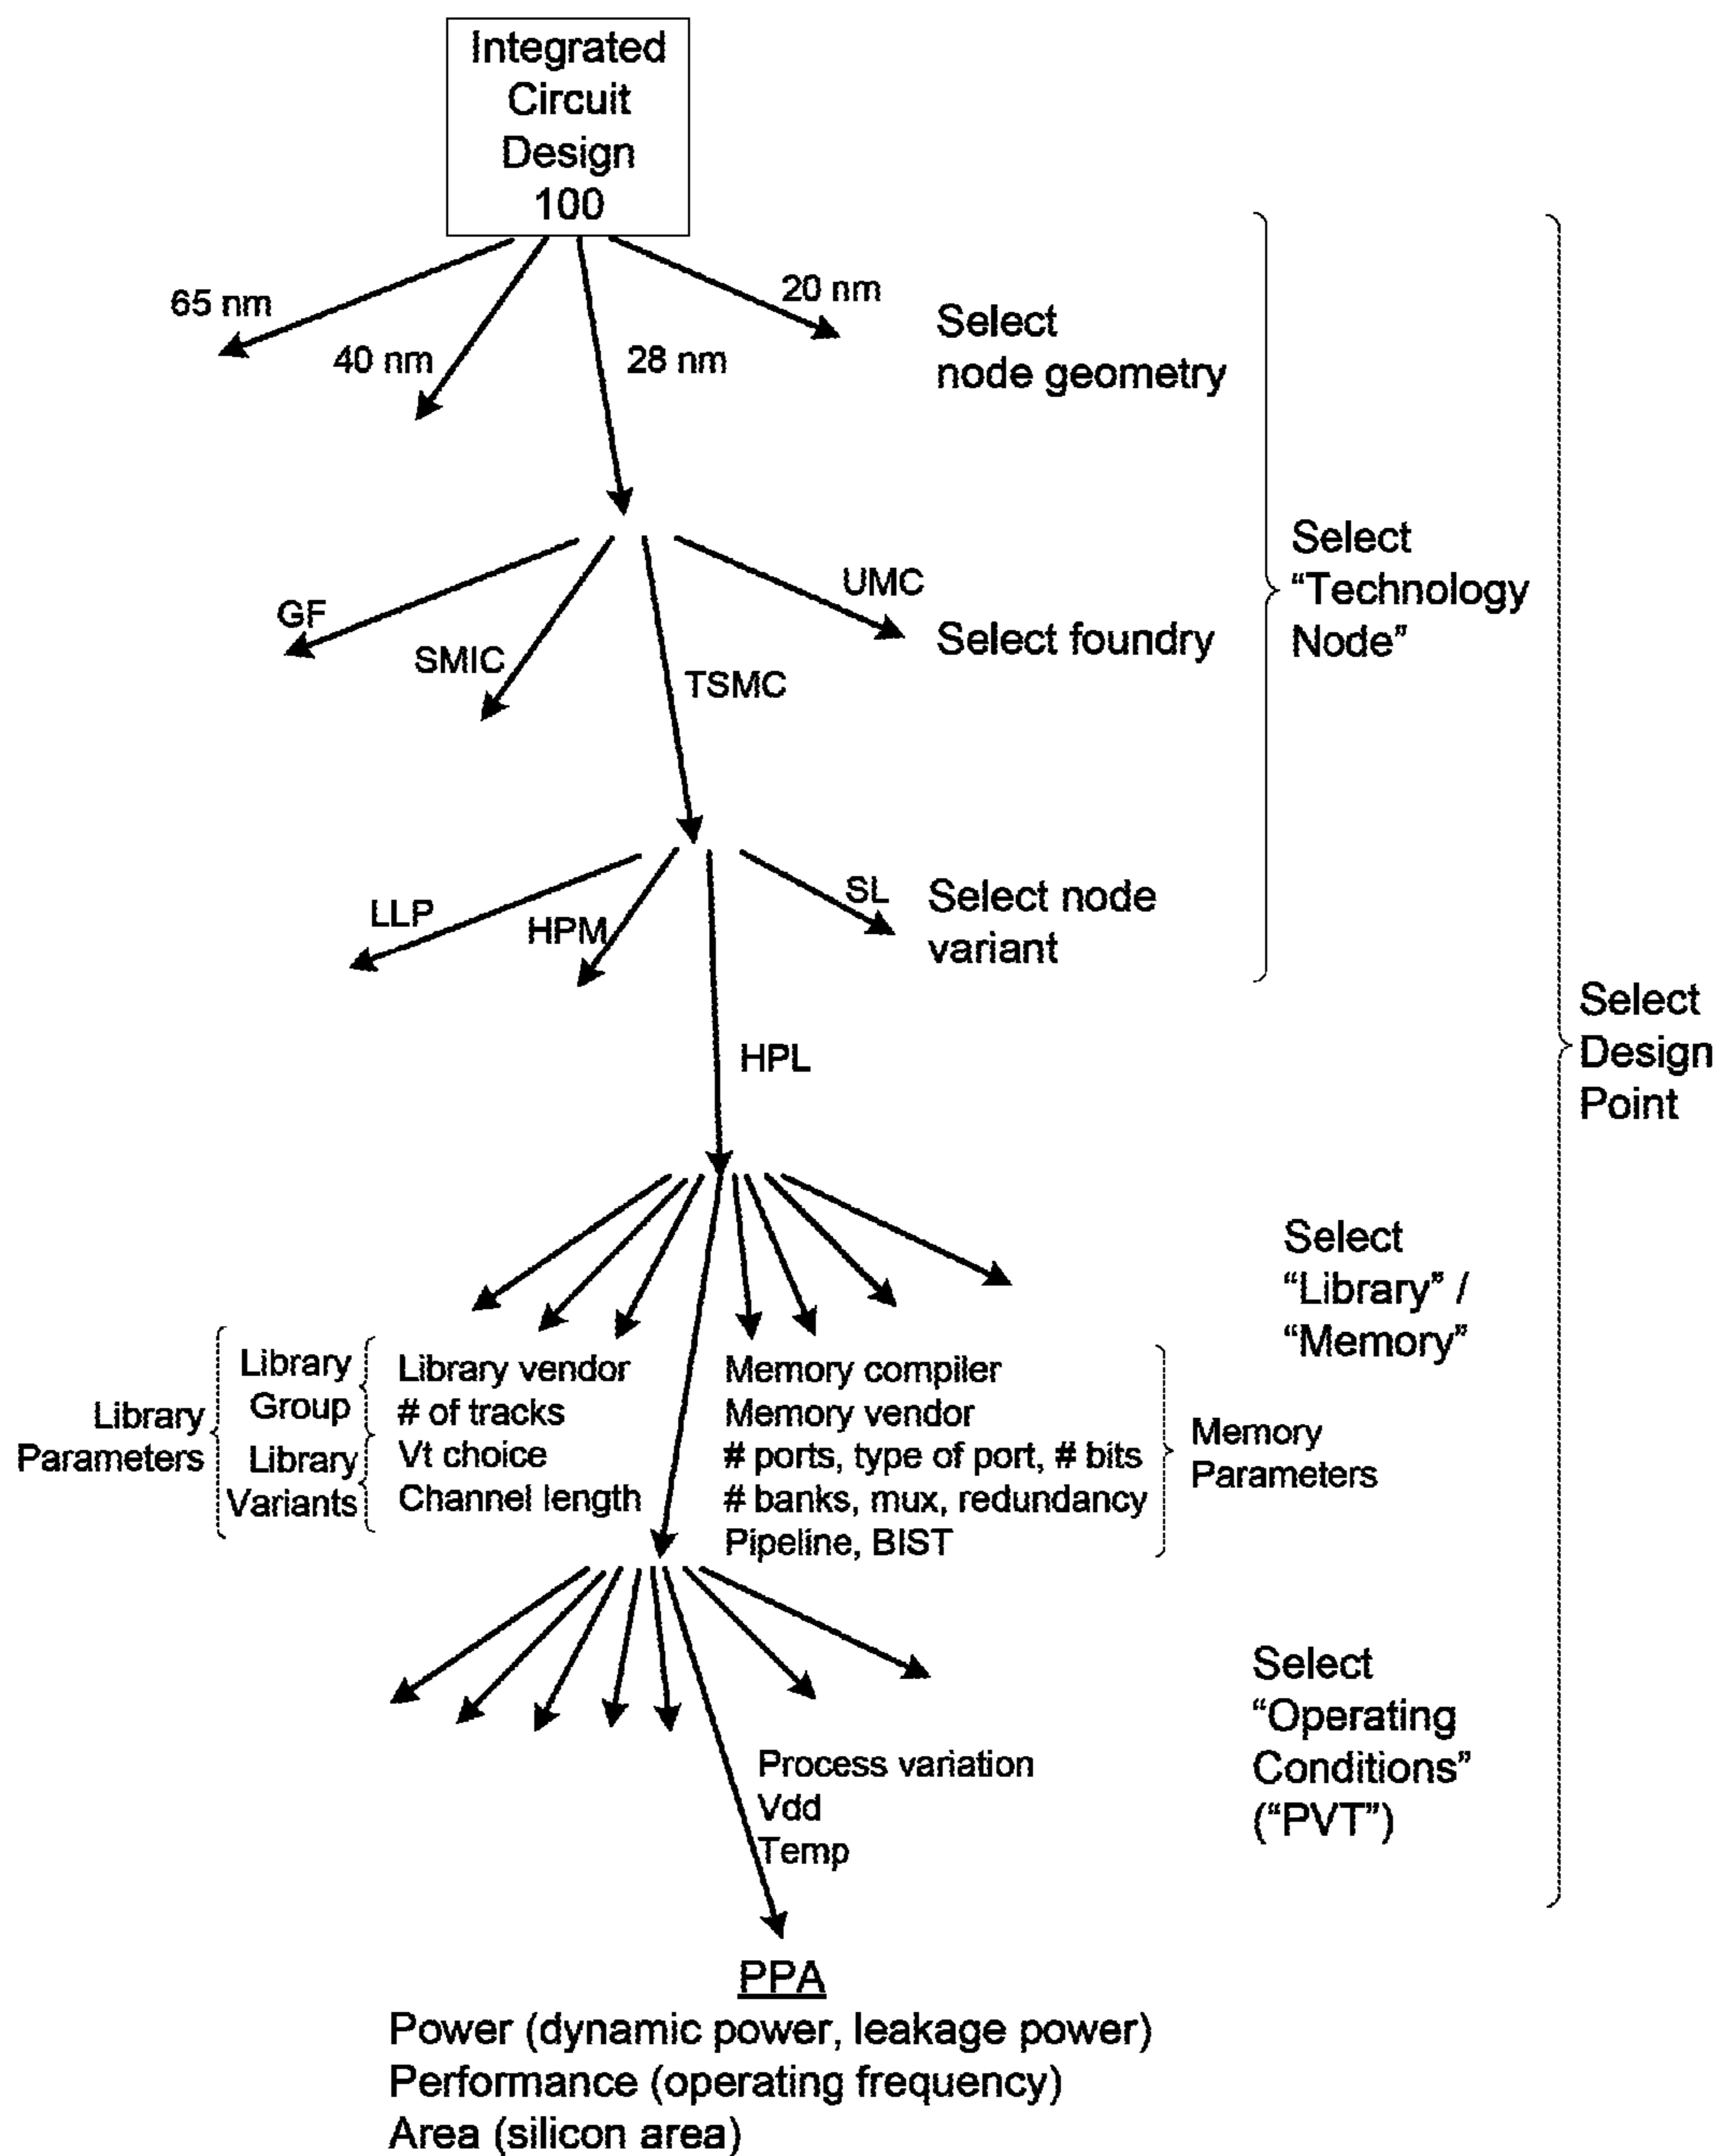 Integrated
Circuit
Design
100
65 nm
40 nm
28 nm
20 nm
Select
node geometry
GF
SMIC
TSMC
UMC
Select foundry
Select
“Technology
Node”
LLP
HPM
HPL
SL
Select node
variant
Select
Design
Point
Select
“Library” /
“Memory”
Library
Parameters
Library
Group
Library
Variants
Library vendor
# of tracks
Vt choice
Channel length
Memory compiler
Memory vendor
# ports, type of port, # bits
# banks, mux, redundancy
Pipeline, BIST
Memory
Parameters
Process variation
Vdd
Temp
Select
“Operating
Conditions”
(“PVT”)
PPA
Power (dynamic power, leakage power)
Performance (operating frequency)
Area (silicon area)